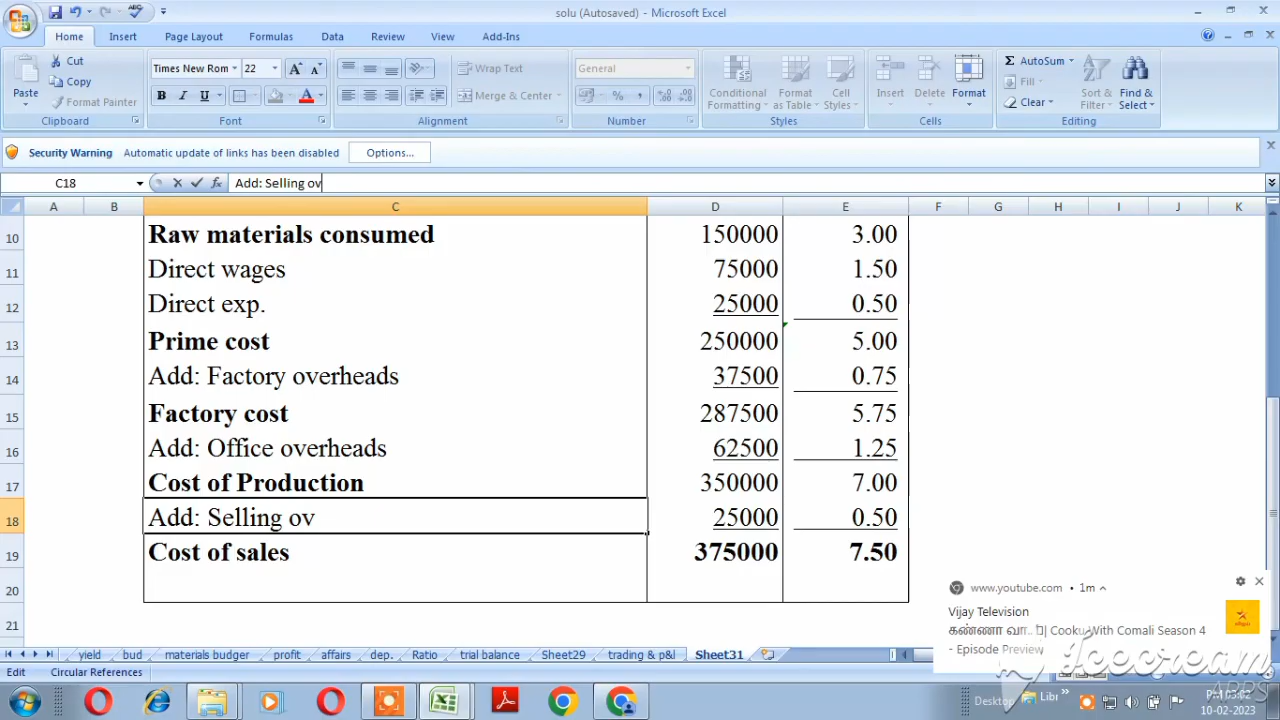 solu (Autosaved) - Microsoft Excel
Home Insert Page Layout Formulas Data Review View Add-Ins
Paste Cut Copy Format Painter Clipboard
Times New Rom 22 B I U A Font
Wrap Text Merge & Center Alignment
General % , Number
Conditional Formatting Format as Table Cell Styles Styles
Insert Delete Format Cells
AutoSum Fill Clear Sort & Filter Find & Select Editing
Security Warning Automatic update of links has been disabled Options...
C18 fx Add: Selling ov
A B C D E F G H I J K
10 Raw materials consumed 150000 3.00
11 Direct wages 75000 1.50
12 Direct exp. 25000 0.50
13 Prime cost 250000 5.00
14 Add: Factory overheads 37500 0.75
15 Factory cost 287500 5.75
16 Add: Office overheads 62500 1.25
17 Cost of Production 350000 7.00
18 Add: Selling ov 25000 0.50
19 Cost of sales 375000 7.50
20
21
www.youtube.com • 1m
Vijay Television
கண்ணா வா.. | Cooku With Comali Season 4
- Episode Preview
yield bud materials budger profit affairs dep. Ratio trial balance Sheet29 trading & p&l Sheet31
Edit Circular References
Icecream
APPS
Desktop Libr
10-02-2023